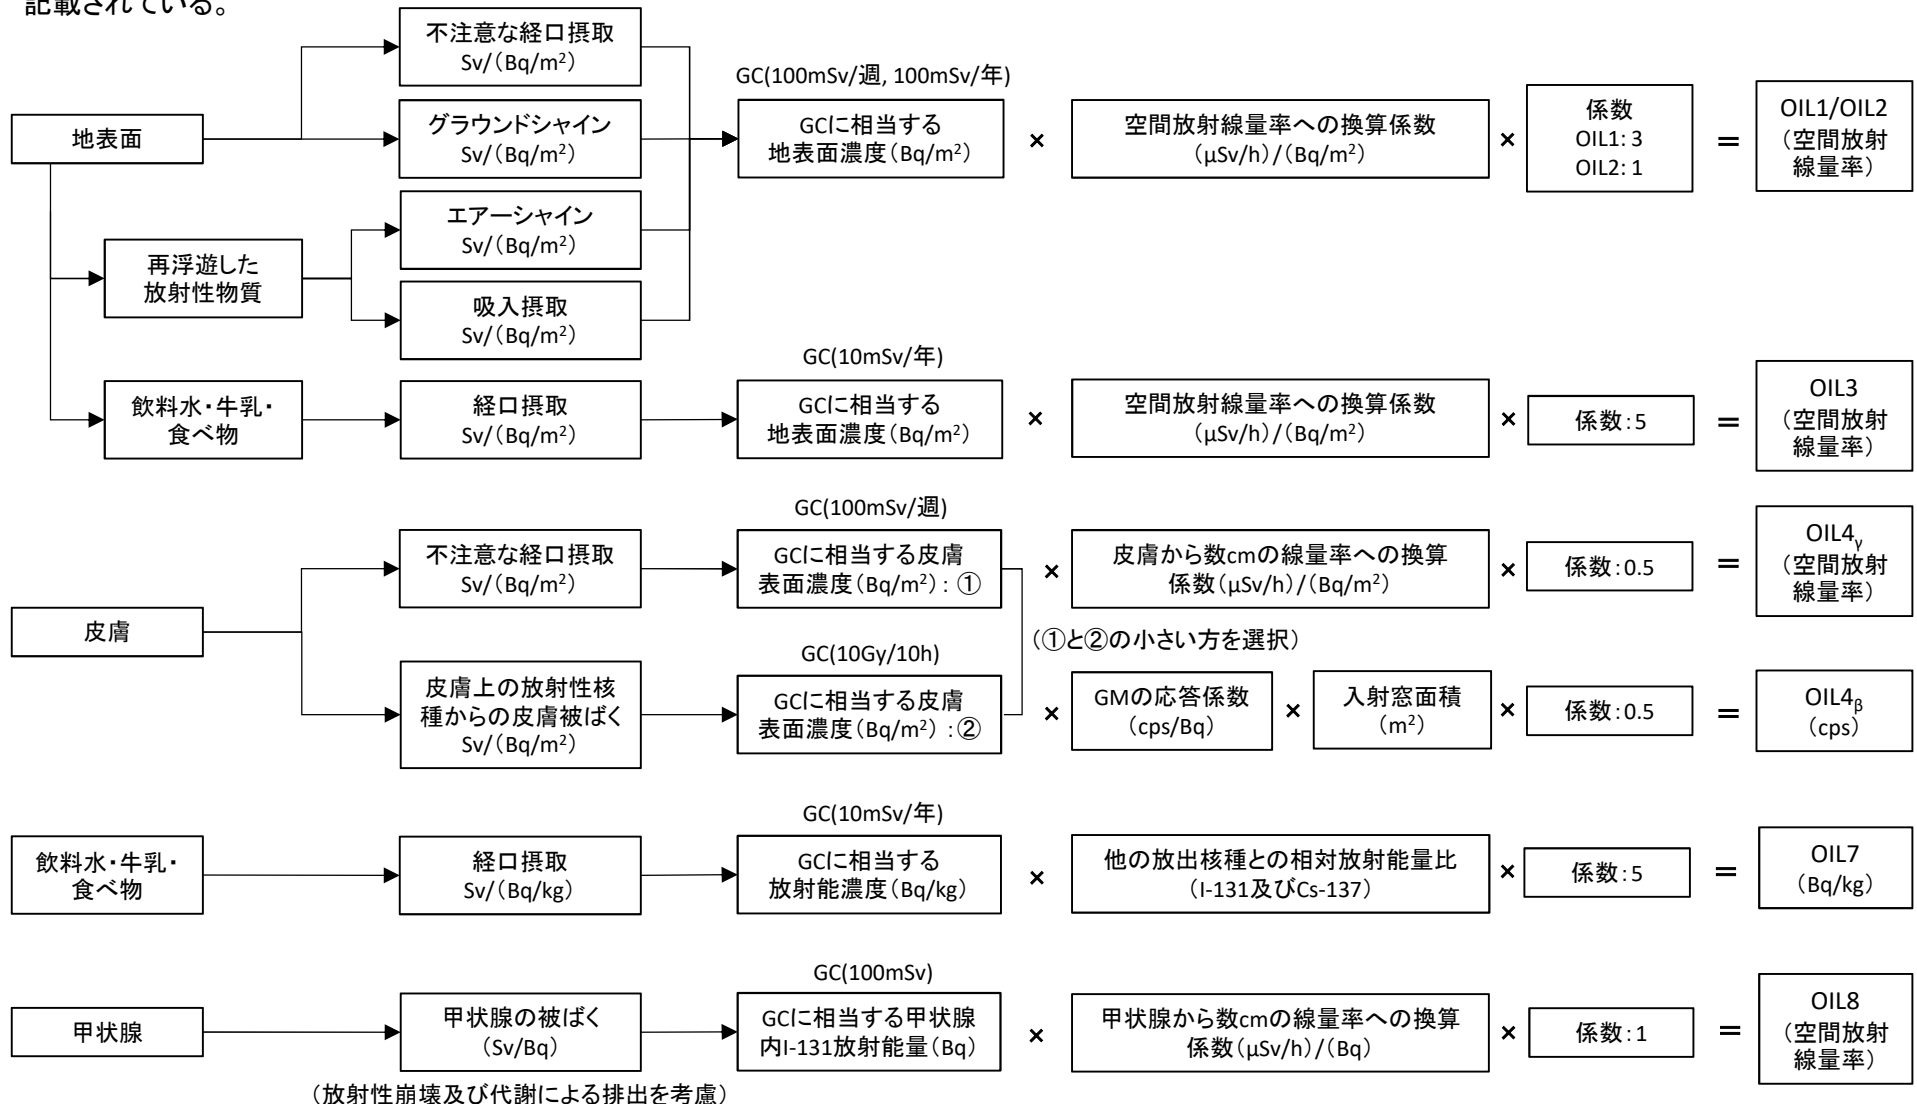 記載されている。
不注意な経口摂取
Sv/(Bq/m²)
GC(100mSv/週, 100mSv/年)
地表面
グラウンドシャイン
Sv/(Bq/m²)
GCに相当する
地表面濃度(Bq/m²)
×
空間放射線量率への換算係数
(μSv/h)/(Bq/m²)
×
係数
OIL1: 3
OIL2: 1
=
OIL1/OIL2
(空間放射
線量率)
再浮遊した
放射性物質
エアーシャイン
Sv/(Bq/m²)
吸入摂取
Sv/(Bq/m²)
GC(10mSv/年)
飲料水・牛乳・
食べ物
経口摂取
Sv/(Bq/m²)
GCに相当する
地表面濃度(Bq/m²)
×
空間放射線量率への換算係数
(μSv/h)/(Bq/m²)
×
係数:5
=
OIL3
(空間放射
線量率)
GC(100mSv/週)
皮膚
不注意な経口摂取
Sv/(Bq/m²)
GCに相当する皮膚
表面濃度(Bq/m²):①
×
皮膚から数cmの線量率への換算
係数(μSv/h)/(Bq/m²)
×
係数:0.5
=
OIL4γ
(空間放射
線量率)
(①と②の小さい方を選択)
GC(10Gy/10h)
皮膚上の放射性核
種からの皮膚被ばく
Sv/(Bq/m²)
GCに相当する皮膚
表面濃度(Bq/m²):②
×
GMの応答係数
(cps/Bq)
×
入射窓面積
(m²)
×
係数:0.5
=
OIL4β
(cps)
GC(10mSv/年)
飲料水・牛乳・
食べ物
経口摂取
Sv/(Bq/kg)
GCに相当する
放射能濃度(Bq/kg)
×
他の放出核種との相対放射能量比
(I-131及びCs-137)
×
係数:5
=
OIL7
(Bq/kg)
GC(100mSv)
甲状腺
甲状腺の被ばく
(Sv/Bq)
GCに相当する甲状腺
内I-131放射能量(Bq)
×
甲状腺から数cmの線量率への換算
係数(μSv/h)/(Bq)
×
係数:1
=
OIL8
(空間放射
線量率)
(放射性崩壊及び代謝による排出を考慮)